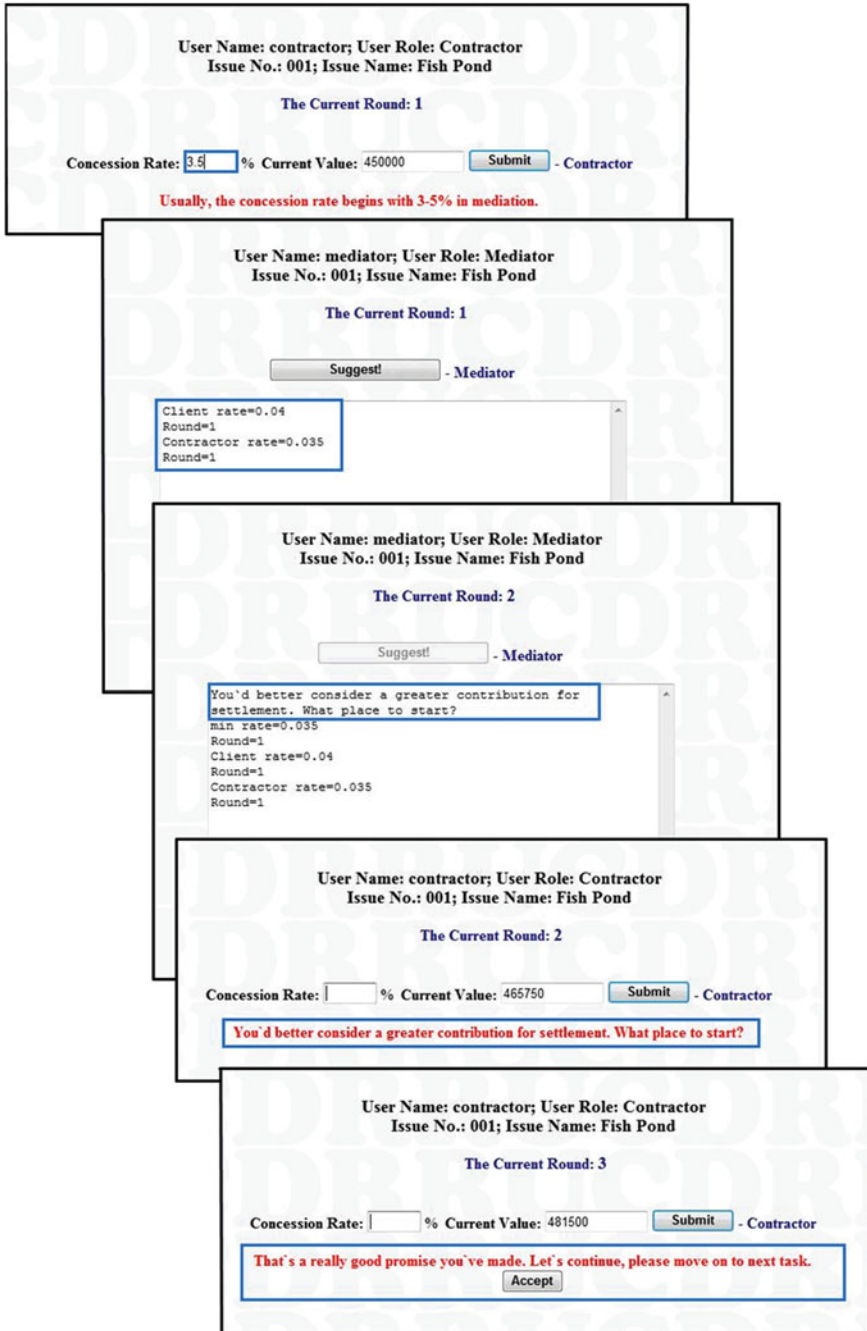 User Name: contractor; User Role: Contractor
Issue No.: 001; Issue Name: Fish Pond
The Current Round: 1
Concession Rate: 3.5 % Current Value: 450000 Submit - Contractor
Usually, the concession rate begins with 3-5% in mediation.
User Name: mediator; User Role: Mediator
Issue No.: 001; Issue Name: Fish Pond
The Current Round: 1
Suggest! - Mediator
Client rate=0.04
Round=1
Contractor rate=0.035
Round=1
User Name: mediator; User Role: Mediator
Issue No.: 001; Issue Name: Fish Pond
The Current Round: 2
Suggest! - Mediator
You`d better consider a greater contribution for
settlement. What place to start?
min rate=0.035
Round=1
Client rate=0.04
Round=1
Contractor rate=0.035
Round=1
User Name: contractor; User Role: Contractor
Issue No.: 001; Issue Name: Fish Pond
The Current Round: 2
Concession Rate: % Current Value: 465750 Submit - Contractor
You`d better consider a greater contribution for settlement. What place to start?
User Name: contractor; User Role: Contractor
Issue No.: 001; Issue Name: Fish Pond
The Current Round: 3
Concession Rate: % Current Value: 481500 Submit - Contractor
That`s a really good promise you`ve made. Let`s continue, please move on to next task.
Accept